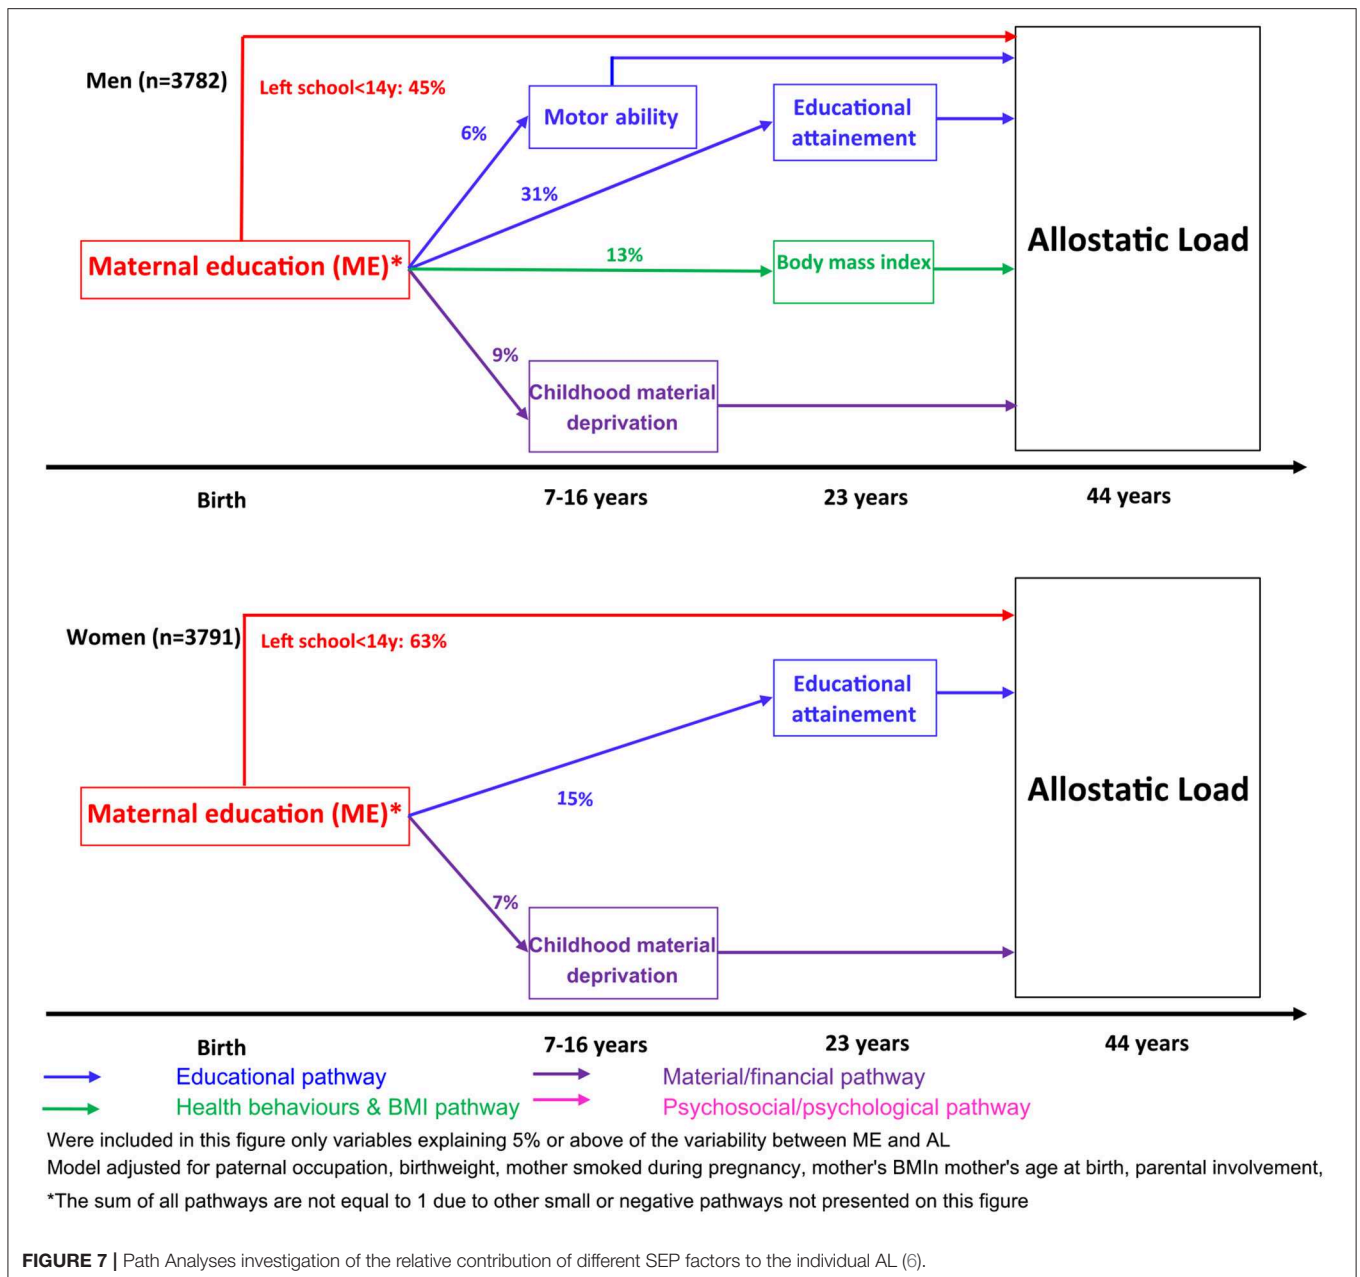 Men (n=3782)
Left school<14y: 45%
Motor ability
Educational
attainement
6%
31%
Allostatic Load
Maternal education (ME)*
13%
Body mass index
9%
Childhood material
deprivation
Birth
7-16 years
23 years
44 years
Women (n=3791)
Left school<14y: 63%
Educational
attainement
Allostatic Load
Maternal education (ME)*
15%
7%
Childhood material
deprivation
Birth
7-16 years
23 years
44 years
Educational pathway
Material/financial pathway
Health behaviours & BMI pathway
Psychosocial/psychological pathway
Were included in this figure only variables explaining 5% or above of the variability between ME and AL
Model adjusted for paternal occupation, birthweight, mother smoked during pregnancy, mother's BMIn mother's age at birth, parental involvement,
*The sum of all pathways are not equal to 1 due to other small or negative pathways not presented on this figure
FIGURE 7 | Path Analyses investigation of the relative contribution of different SEP factors to the individual AL (6).